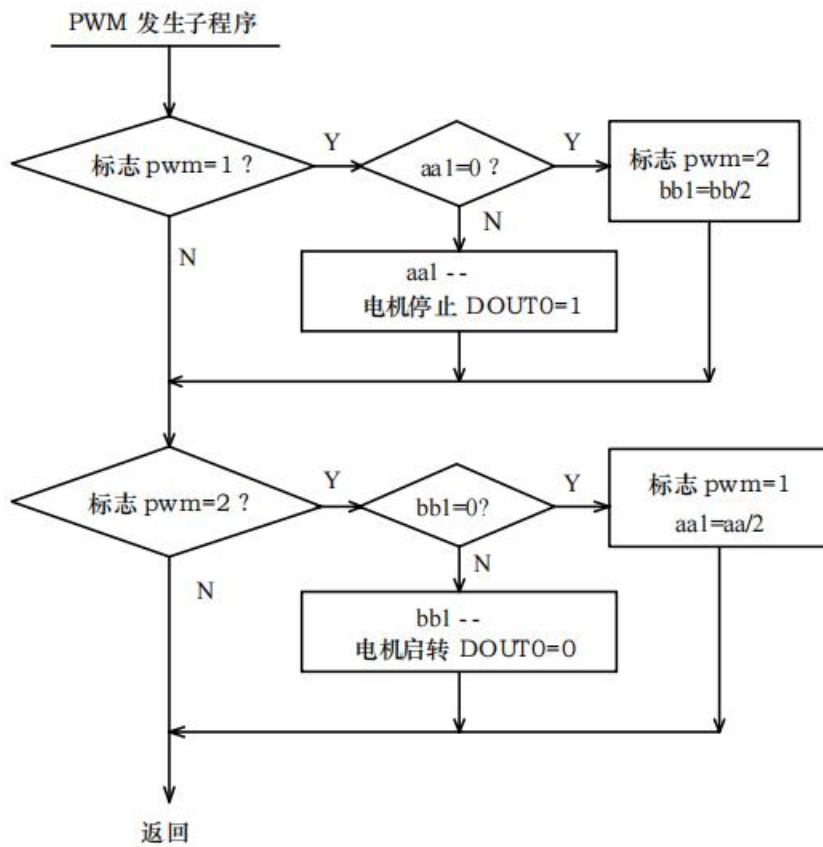 PWM 发生子程序
标志 pwm=1 ?
Y
aa1=0 ?
Y
标志 pwm=2
bb1=bb/2
N
N
aa1 --
电机停止 DOUT0=1
标志 pwm=2 ?
Y
bb1=0?
Y
标志 pwm=1
aa1=aa/2
N
N
bb1 --
电机启转 DOUT0=0
返回